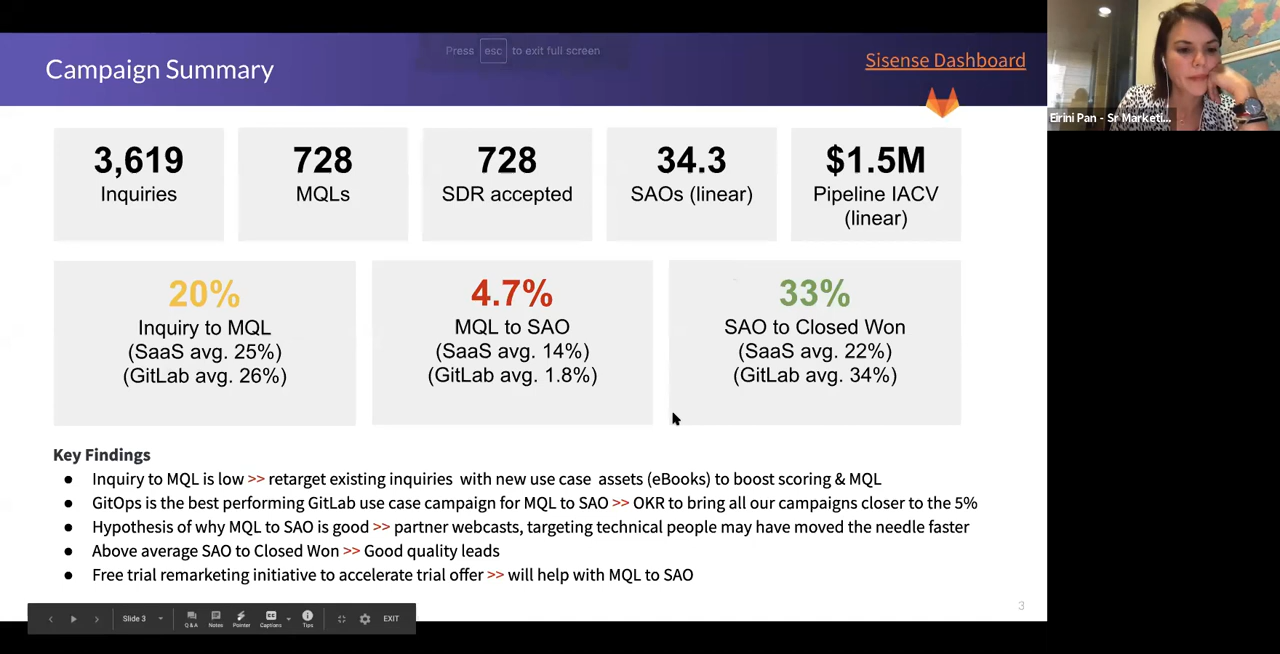 Press esc to exit full screen
Campaign Summary
Sisense Dashboard
Eirini Pan - Sr Marketi...
3,619
Inquiries
728
MQLs
728
SDR accepted
34.3
SAOs (linear)
$1.5M
Pipeline IACV
(linear)
20%
Inquiry to MQL
(SaaS avg. 25%)
(GitLab avg. 26%)
4.7%
MQL to SAO
(SaaS avg. 14%)
(GitLab avg. 1.8%)
33%
SAO to Closed Won
(SaaS avg. 22%)
(GitLab avg. 34%)
Key Findings
● Inquiry to MQL is low >> retarget existing inquiries with new use case assets (eBooks) to boost scoring & MQL
● GitOps is the best performing GitLab use case campaign for MQL to SAO >> OKR to bring all our campaigns closer to the 5%
● Hypothesis of why MQL to SAO is good >> partner webcasts, targeting technical people may have moved the needle faster
● Above average SAO to Closed Won >> Good quality leads
● Free trial remarketing initiative to accelerate trial offer >> will help with MQL to SAO
3
Slide 3
Q & A
Notes
Pointer
Captions
Tips
EXIT